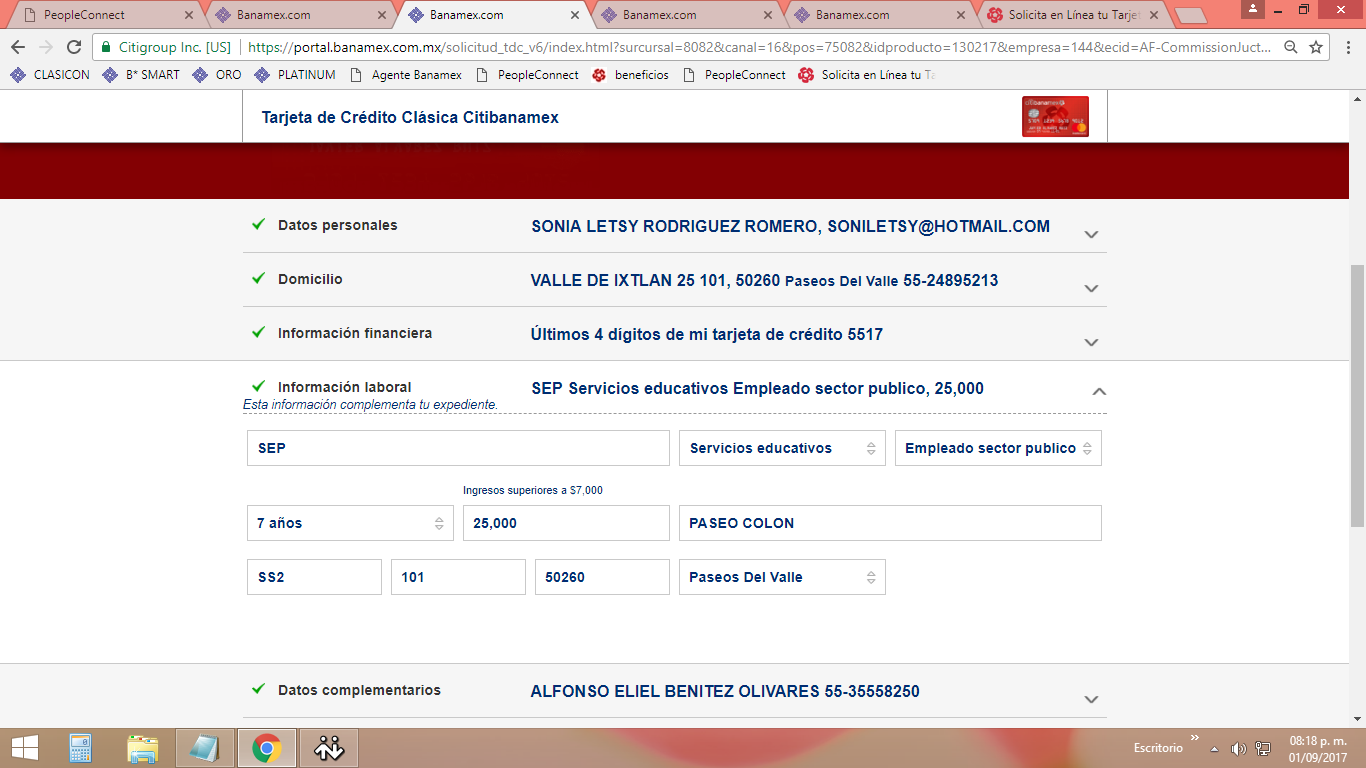 PeopleConnect
Banamex.com
Banamex.com
Banamex.com
Banamex.com
Solicita en Línea tu Tarje
Citigroup Inc. [US]
https://portal.banamex.com.mx/solicitud_tdc_v6/index.html?sursursal=8082&canal=16&pos=75082&idproducto=130217&empresa=144&ecid=AF-CommissionJuct...
CLASICON
B* SMART
ORO
PLATINUM
Agente Banamex
PeopleConnect
beneficios
PeopleConnect
Solicita en Línea tu Ta
Tarjeta de Crédito Clásica Citibanamex
Datos personales
SONIA LETSY RODRIGUEZ ROMERO, SONILETSY@HOTMAIL.COM
Domicilio
VALLE DE IXTLAN 25 101, 50260 Paseos Del Valle 55-24895213
Información financiera
Últimos 4 dígitos de mi tarjeta de crédito 5517
Información laboral
SEP Servicios educativos Empleado sector publico, 25,000
Esta información complementa tu expediente.
SEP
Servicios educativos
Empleado sector publico
Ingresos superiores a $7,000
7 años
25,000
PASEO COLON
SS2
101
50260
Paseos Del Valle
Datos complementarios
ALFONSO ELIEL BENITEZ OLIVARES 55-35558250
Escritorio
08:18 p. m.
01/09/2017